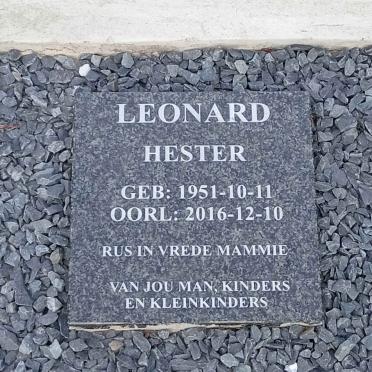 LEONARD
HESTER
GEB: 1951-10-11
OORL: 2016-12-10
RUS IN VREDE MAMMIE
VAN JOU MAN, KINDERS
EN KLEINKINDERS